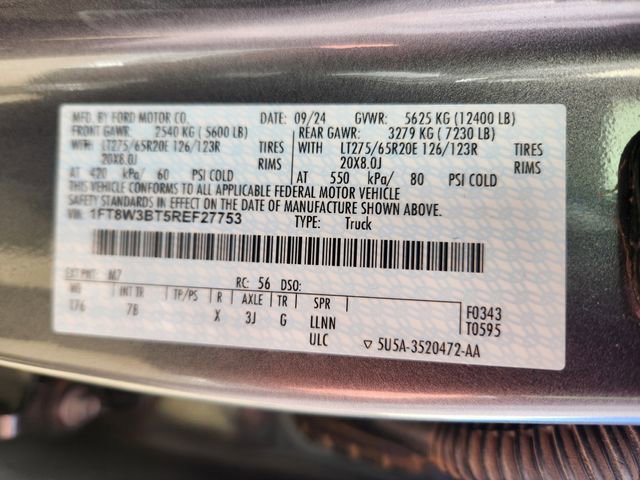 MFD. BY FORD MOTOR CO. DATE: 09/24 GVWR: 5625 KG (12400 LB)
FRONT GAWR: 2540 KG (5600 LB) REAR GAWR: 3279 KG (7230 LB)
WITH LT275/65R20E 126/123R TIRES WITH LT275/65R20E 126/123R TIRES
20X8.0J RIMS 20X8.0J RIMS
AT 420 kPa/ 60 PSI COLD AT 550 kPa/ 80 PSI COLD
THIS VEHICLE CONFORMS TO ALL APPLICABLE FEDERAL MOTOR VEHICLE
SAFETY STANDARDS IN EFFECT ON THE DATE OF MANUFACTURE SHOWN ABOVE.
VIN: 1FT8W3BT5REF27753 TYPE: Truck
EXT PNT: M7 RC: 56 DSO:
WB INT TR TP/PS R AXLE TR SPR
176 7B X 3J G LLNN F0343
ULC T0595
▽ 5U5A-3520472-AA